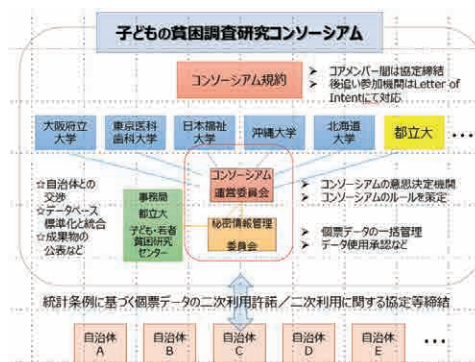 子どもの貧困調査研究コンソーシアム
コンソーシアム規約
➢ コアメンバー間は協定締結
➢ 後追い参加機関はLetter of
Intentにて対応
大阪府立
大学
東京医科
歯科大学
日本福祉
大学
沖縄大学
北海道
大学
都立大
•••
☆自治体との
交渉
☆データベース
標準化と統合
☆成果物の
公表など
事務局
都立大
子ども・若者
貧困研究
センター
コンソーシアム
運営委員会
秘密情報管理
委員会
➢ コンソーシアムの意思決定機関
➢ コンソーシアムのルールを策定
➢ 個票データの一括管理
➢ データ使用承認など
統計条例に基づく個票データの二次利用許諾／二次利用に関する協定等締結
自治体
A
自治体
B
自治体
C
自治体
D
自治体
E
•••